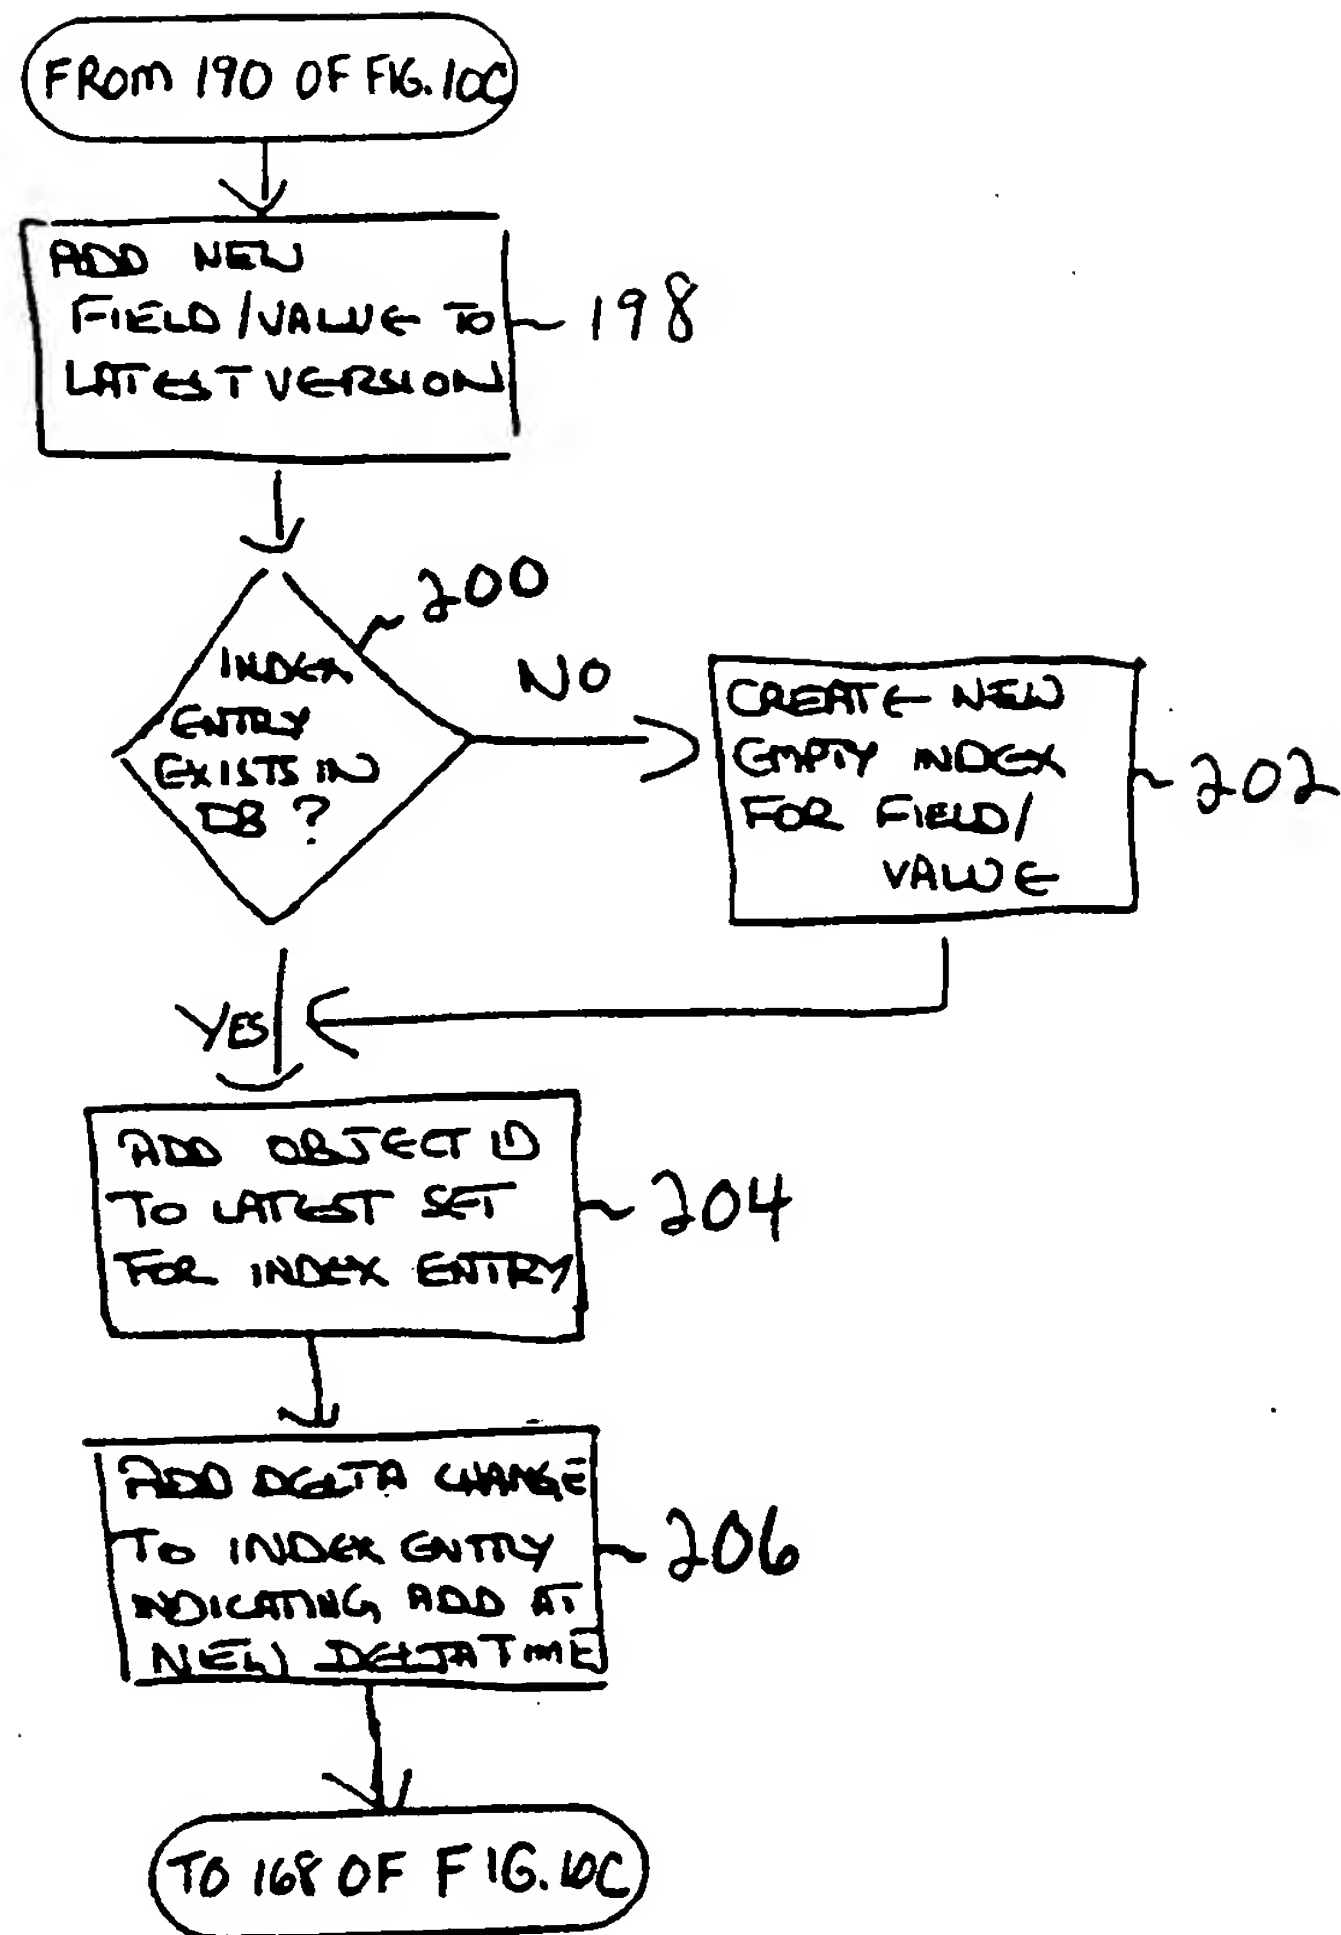 FROM 190 OF FIG. 10C
ADD NEW
FIELD/VALUE TO
LATEST VERSION
198
200
INDEX
ENTRY
EXISTS IN
DB?
NO
CREATE NEW
EMPTY INDEX
FOR FIELD/
VALUE
202
YES
ADD OBJECT ID
TO LATEST SET
FOR INDEX ENTRY
204
ADD DELTA CHANGE
TO INDEX ENTRY
INDICATING ADD AT
NEW DELTA TIME
206
TO 168 OF FIG. 10C